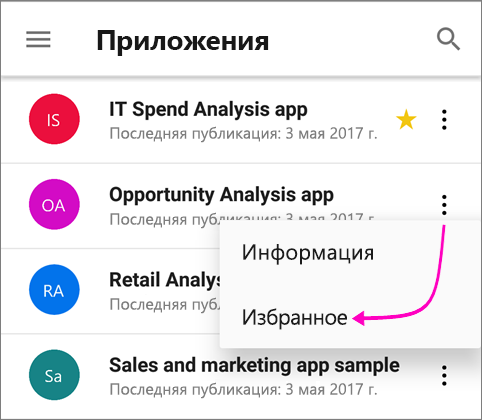 Приложения
IS
IT Spend Analysis app
Последняя публикация: 3 мая 2017 г.
OA
Opportunity Analysis app
Последняя публикация: 3 мая 2017 г.
Информация
RA
Retail Analys
Последняя публ
Избранное
Sa
Sales and marketing app sample
Последняя публикация: 3 мая 2017 г.